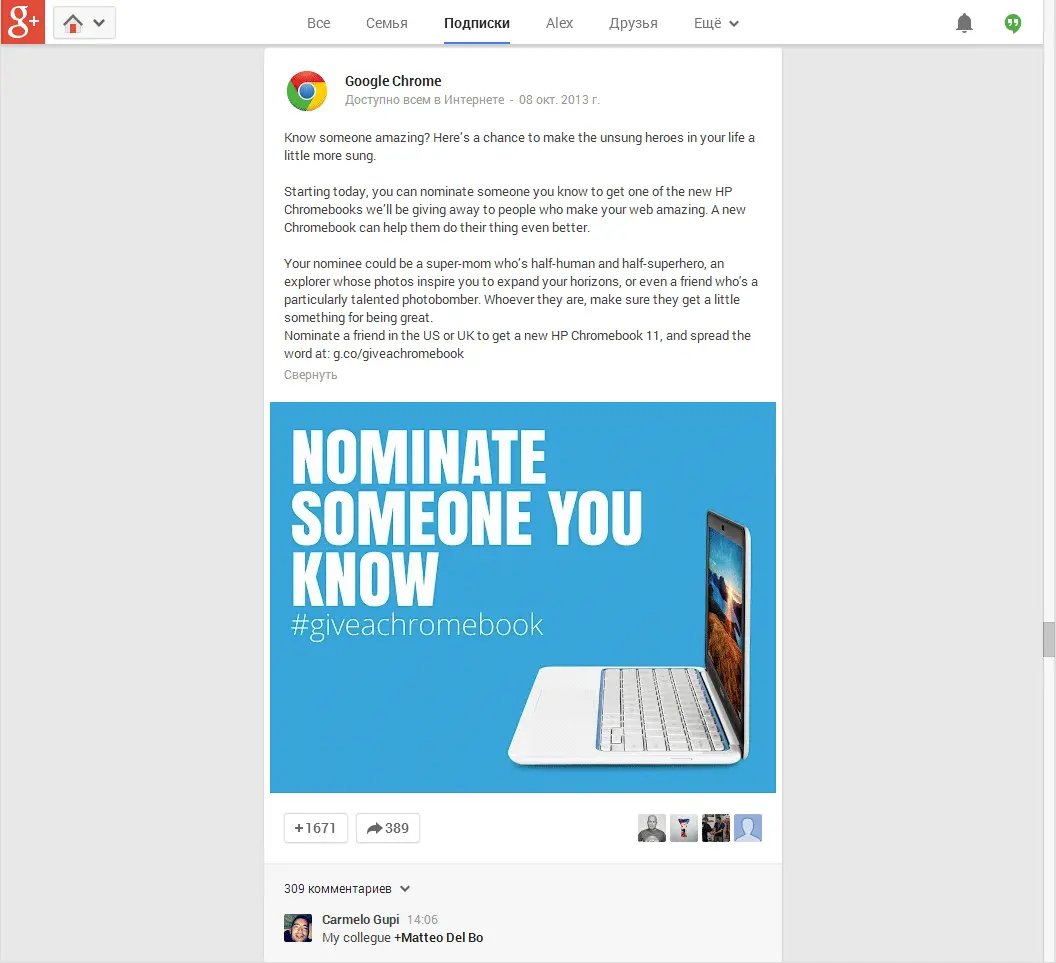 g+
Все Семья Подписки Alex Друзья Ещё
Google Chrome
Доступно всем в Интернете - 08 окт. 2013 г.
Know someone amazing? Here's a chance to make the unsung heroes in your life a
little more sung.
Starting today, you can nominate someone you know to get one of the new HP
Chromebooks we'll be giving away to people who make your web amazing. A new
Chromebook can help them do their thing even better.
Your nominee could be a super-mom who's half-human and half-superhero, an
explorer whose photos inspire you to expand your horizons, or even a friend who's a
particularly talented photobomber. Whoever they are, make sure they get a little
something for being great.
Nominate a friend in the US or UK to get a new HP Chromebook 11, and spread the
word at: g.co/giveachromebook
Свернуть
NOMINATE
SOMEONE YOU
KNOW
#giveachromebook
+1671 389
309 комментариев
Carmelo Gupi 14:06
My collegue +Matteo Del Bo